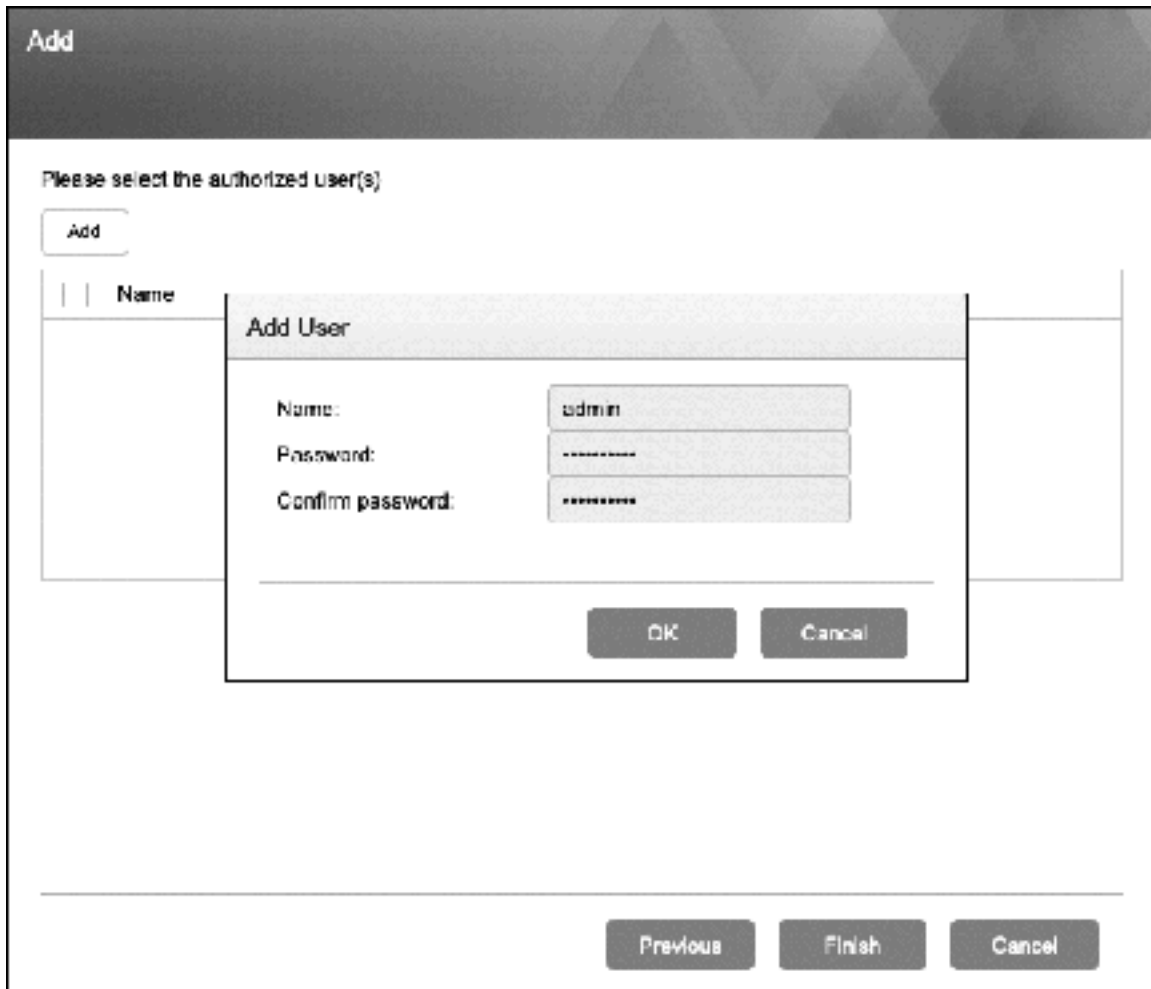 Add
Please select the authorized user(s)
Add
Name
Add User
Name: admin
Password: ••••••••••
Confirm password: ••••••••••
OK Cancel
Previous Finish Cancel